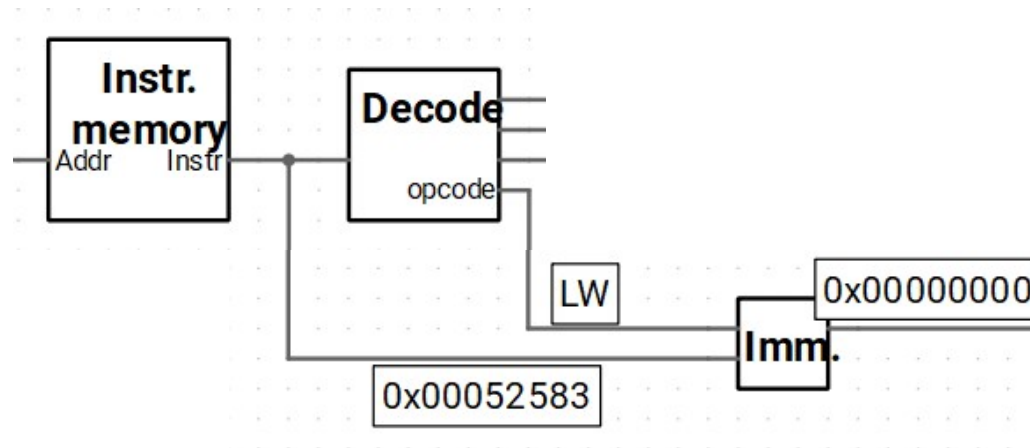 Instr.
memory
Addr
Instr
Decode
opcode
LW
0x00000000
Imm.
0x00052583